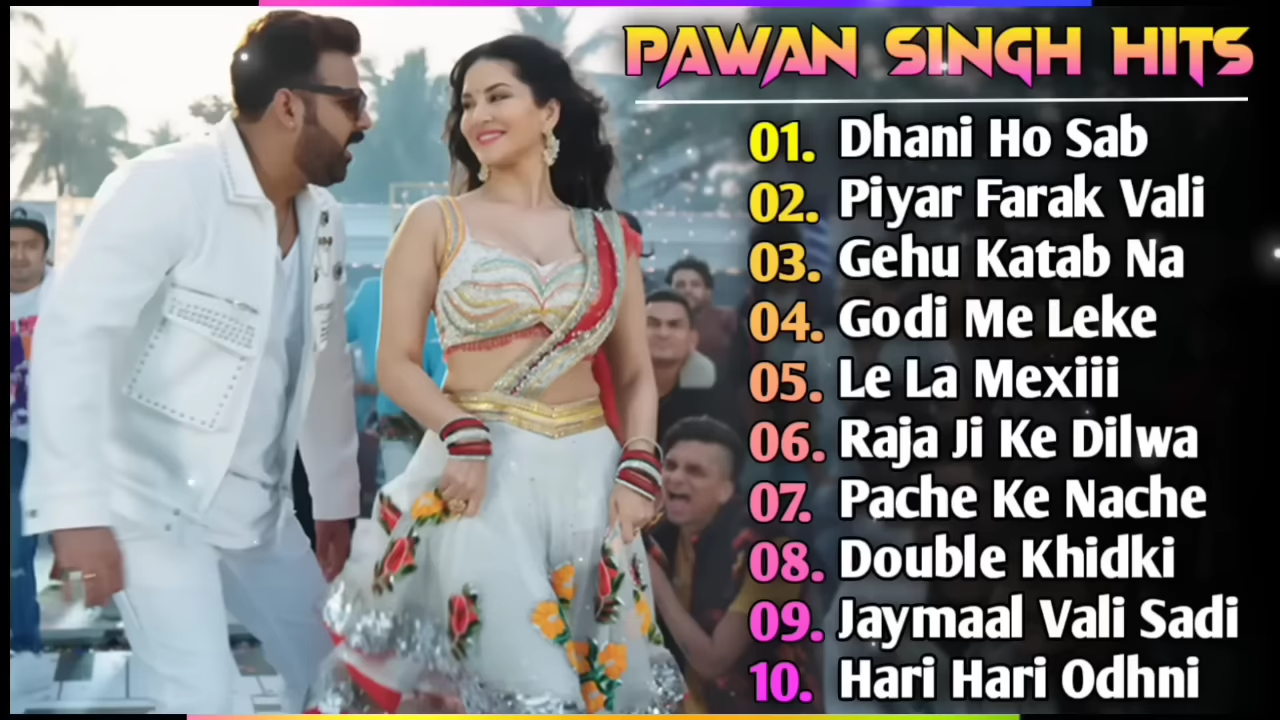 PAWAN SINGH HITS
01. Dhani Ho Sab
02. Piyar Farak Vali
03. Gehu Katab Na
04. Godi Me Leke
05. Le La Mexiii
06. Raja Ji Ke Dilwa
07. Pache Ke Nache
08. Double Khidki
09. Jaymaal Vali Sadi
10. Hari Hari Odhni